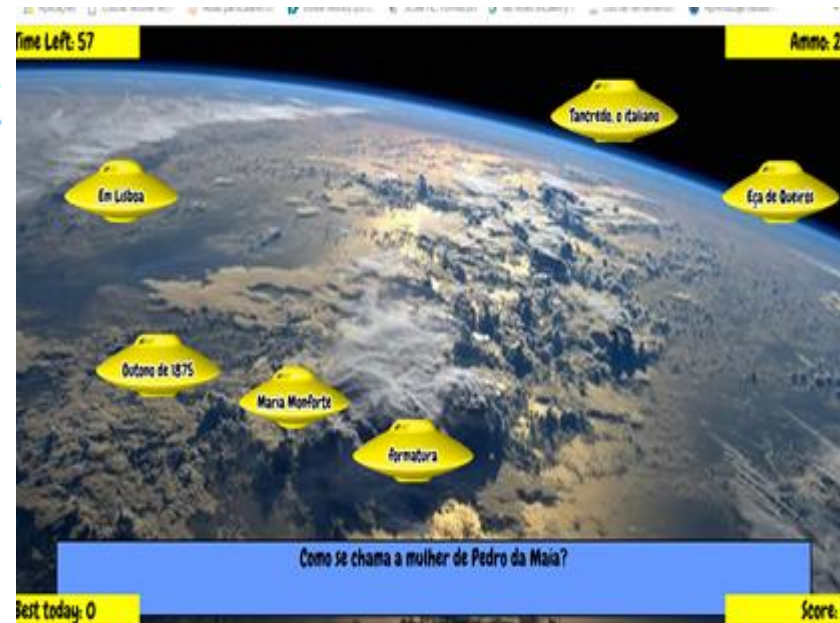 Time Left: 57
Ammo: 2
Tancredo, o italiano
Em Lisboa
Eça de Queirós
Outono de 1875
Maria Monforte
formatura
Como se chama a mulher de Pedro da Maia?
Best today: 0
Score: